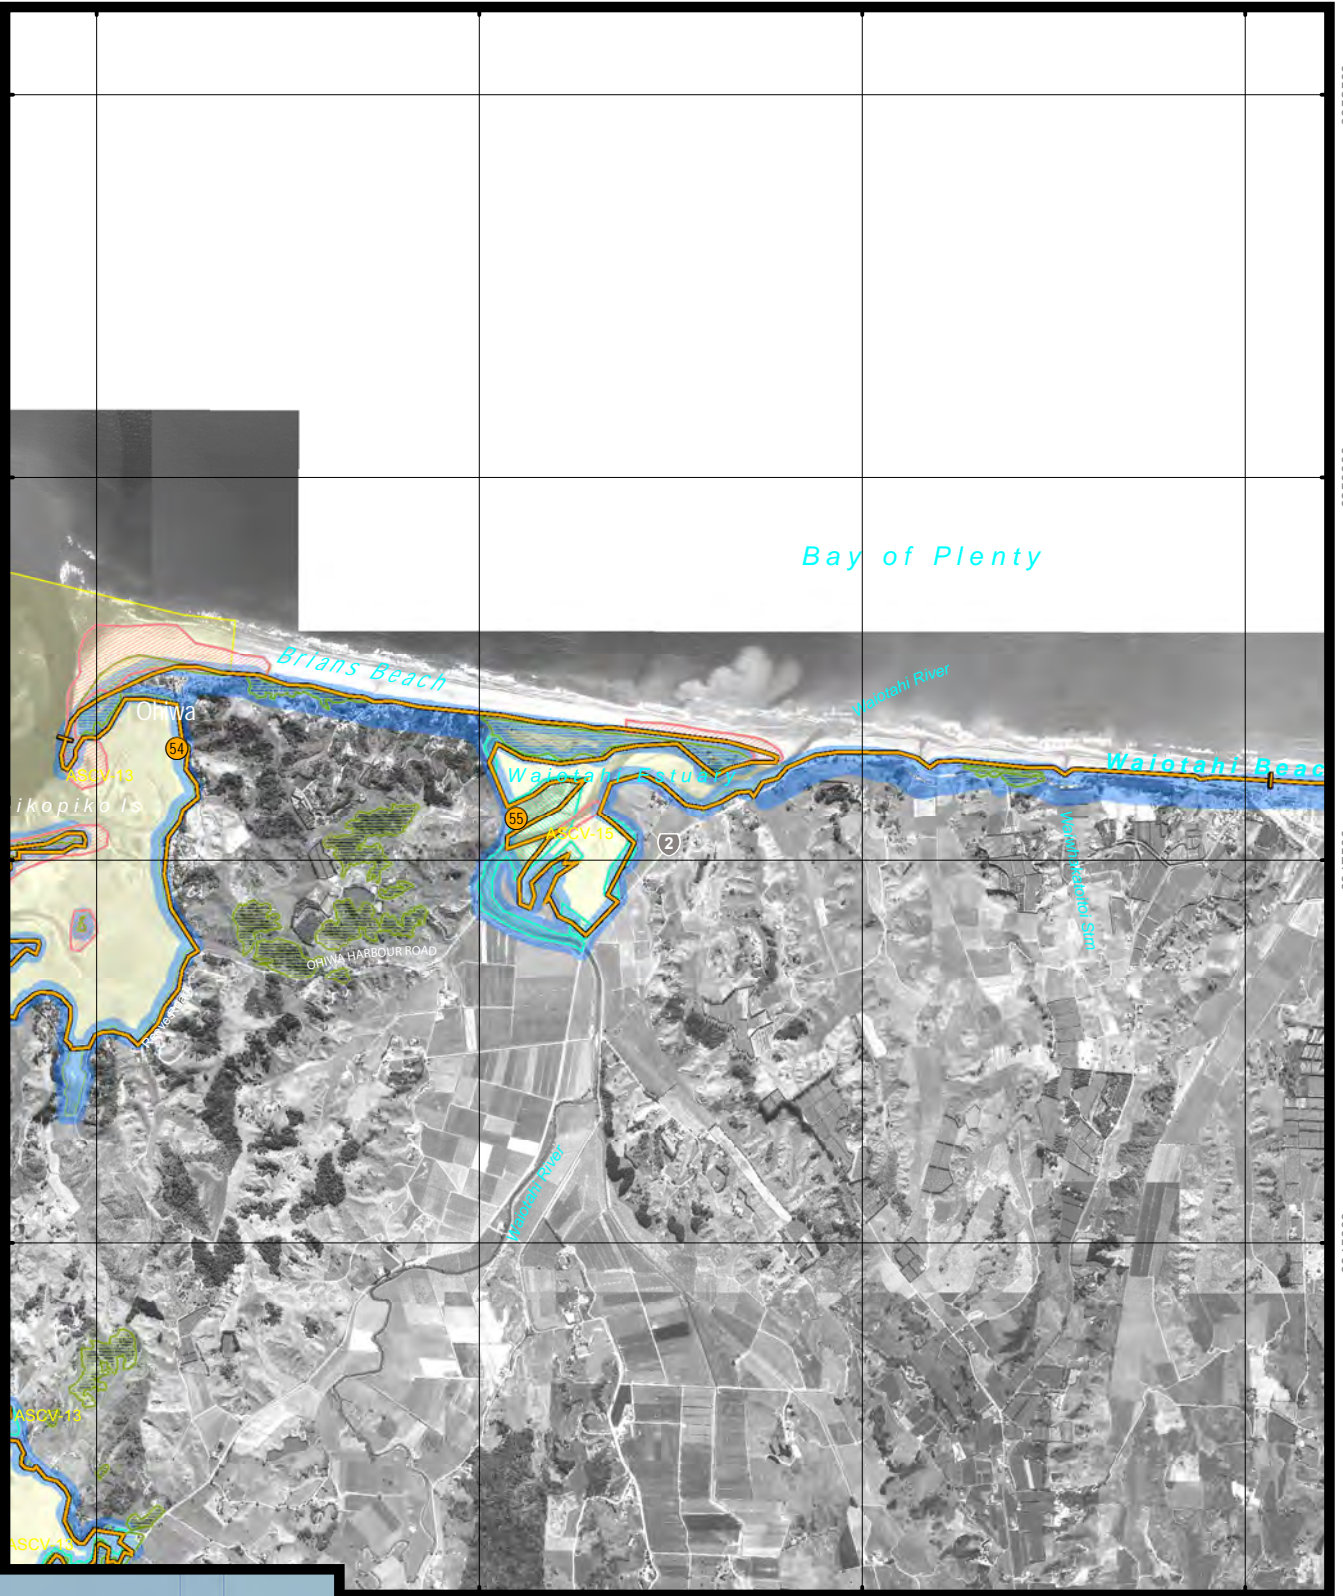 Bay of Plenty
Brians Beach
Waiotahi River
Ohiwa
54
ASCV-13
Waiotahi Estuary
Waiotahi Beac
ikopiko Is
55
ASCV-15
2
OHIWA HARBOUR ROAD
Waiotahi River
ASCV-13